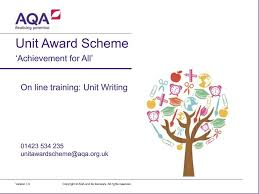 AQA
Realising potential
Unit Award Scheme
'Achievement for All'
On line training: Unit Writing
01423 534 235
unitawardscheme@aqa.org.uk
Version 1.0
Copyright © AQA and its licensors. All rights reserved.